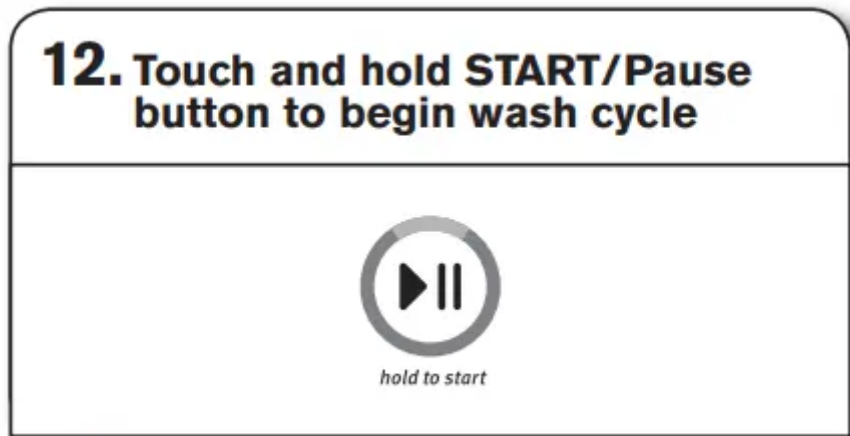 12. Touch and hold START/Pause
button to begin wash cycle
hold to start